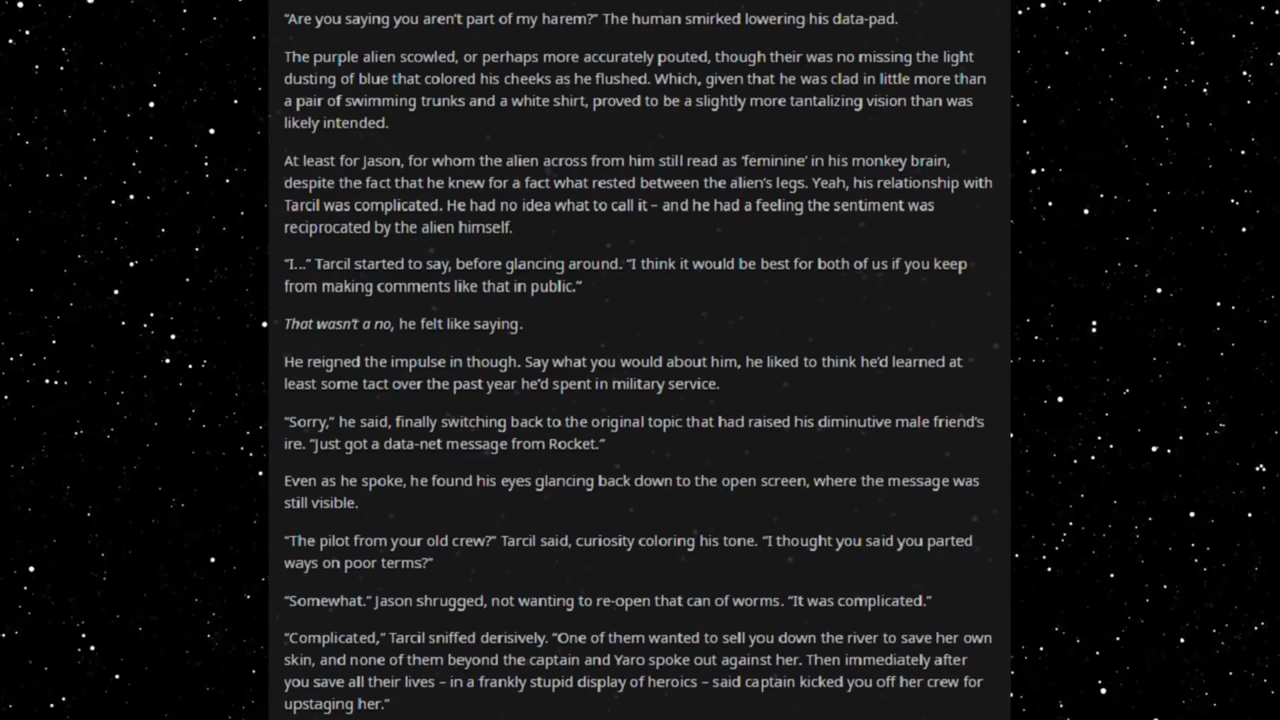 “Are you saying you aren’t part of my harem?” The human smirked lowering his data-pad.
The purple alien scowled, or perhaps more accurately pouted, though their was no missing the light
dusting of blue that colored his cheeks as he flushed. Which, given that he was clad in little more than
a pair of swimming trunks and a white shirt, proved to be a slightly more tantalizing vision than was
likely intended.
At least for Jason, for whom the alien across from him still read as ‘feminine’ in his monkey brain,
despite the fact that he knew for a fact what rested between the alien’s legs. Yeah, his relationship with
Tarcil was complicated. He had no idea what to call it – and he had a feeling the sentiment was
reciprocated by the alien himself.
“I…” Tarcil started to say, before glancing around. “I think it would be best for both of us if you keep
from making comments like that in public.”
That wasn’t a no, he felt like saying.
He reigned the impulse in though. Say what you would about him, he liked to think he’d learned at
least some tact over the past year he’d spent in military service.
“Sorry,” he said, finally switching back to the original topic that had raised his diminutive male friend’s
ire. “Just got a data-net message from Rocket.”
Even as he spoke, he found his eyes glancing back down to the open screen, where the message was
still visible.
“The pilot from your old crew?” Tarcil said, curiosity coloring his tone. “I thought you said you parted
ways on poor terms?”
“Somewhat.” Jason shrugged, not wanting to re-open that can of worms. “It was complicated.”
“Complicated,” Tarcil sniffed derisively. “One of them wanted to sell you down the river to save her own
skin, and none of them beyond the captain and Yaro spoke out against her. Then immediately after
you save all their lives – in a frankly stupid display of heroics – said captain kicked you off her crew for
upstaging her.”